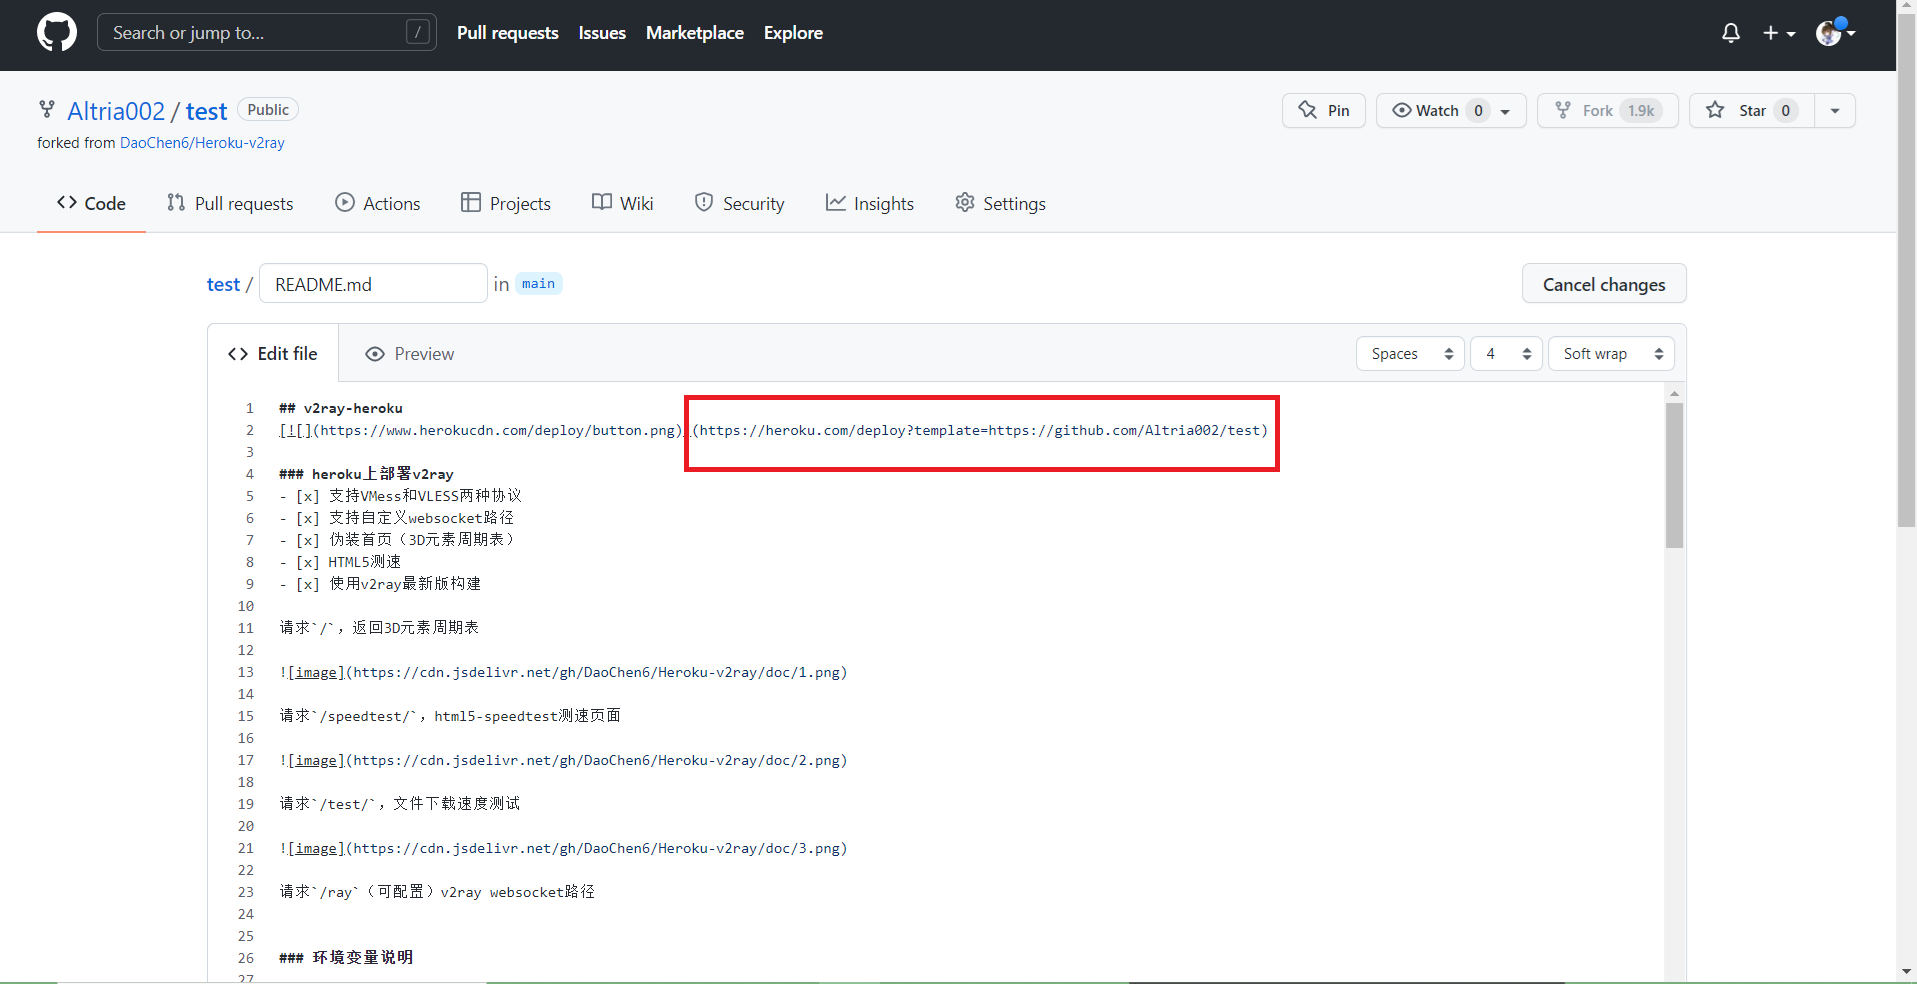 Search or jump to... /
Pull requests Issues Marketplace Explore
Altria002 / test Public
Pin Watch 0 Fork 1.9k Star 0
forked from DaoChen6/Heroku-v2ray
Code Pull requests Actions Projects Wiki Security Insights Settings
test / README.md in main
Cancel changes
Edit file Preview Spaces 4 Soft wrap
1 ## v2ray-heroku
2 [![](https://www.herokucdn.com/deploy/button.png)](https://heroku.com/deploy?template=https://github.com/Altria002/test)
3
4 ### heroku上部署v2ray
5 - [x] 支持VMess和VLESS两种协议
6 - [x] 支持自定义websocket路径
7 - [x] 伪装首页（3D元素周期表）
8 - [x] HTML5测速
9 - [x] 使用v2ray最新版构建
10
11 请求`/`，返回3D元素周期表
12
13 ![image](https://cdn.jsdelivr.net/gh/DaoChen6/Heroku-v2ray/doc/1.png)
14
15 请求`/speedtest/`，html5-speedtest测速页面
16
17 ![image](https://cdn.jsdelivr.net/gh/DaoChen6/Heroku-v2ray/doc/2.png)
18
19 请求`/test/`，文件下载速度测试
20
21 ![image](https://cdn.jsdelivr.net/gh/DaoChen6/Heroku-v2ray/doc/3.png)
22
23 请求`/ray`（可配置）v2ray websocket路径
24
25
26 ### 环境变量说明
27